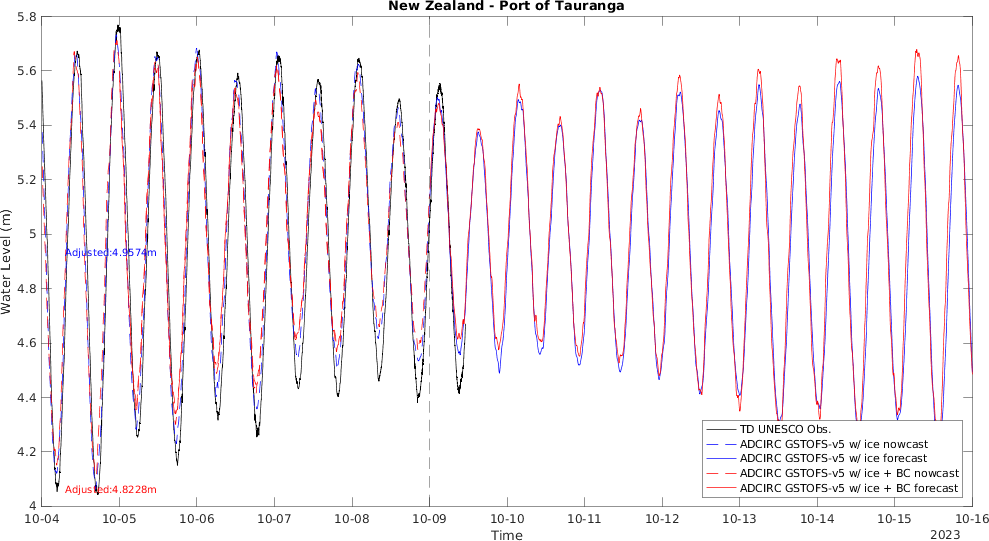 New Zealand - Port of Tauranga
5.8
5.6
5.4
5.2
5
4.8
4.6
4.4
4.2
4
Water Level (m)
Adjusted:4.9574m
Adjusted:4.8228m
TD UNESCO Obs.
ADCIRC GSTOFS-v5 w/ ice nowcast
ADCIRC GSTOFS-v5 w/ ice forecast
ADCIRC GSTOFS-v5 w/ ice + BC nowcast
ADCIRC GSTOFS-v5 w/ ice + BC forecast
10-04 10-05 10-06 10-07 10-08 10-09 10-10 10-11 10-12 10-13 10-14 10-15 10-16
Time
2023